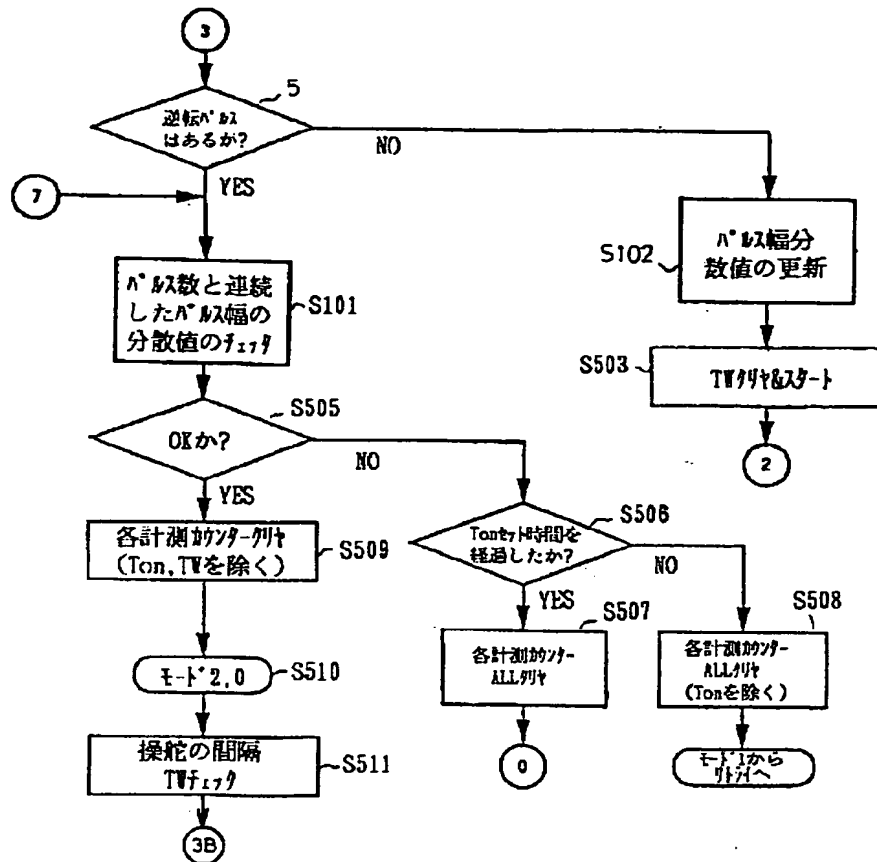 3
5
逆転パルス
はあるか?
NO
YES
7
パルス数と連続
したパルス幅の
分散値のチェック
S101
S102
パルス幅分
数値の更新
S503
TWクリヤ&スタート
2
S505
OKか?
NO
YES
各計測カウンタークリヤ
(Ton,TWを除く)
S509
S506
Tonセット時間を
経過したか?
NO
YES
S507
各計測カウンター
ALLクリヤ
0
S508
各計測カウンター
ALLクリヤ
(Tonを除く)
モード1から
リトライへ
モード2.0
S510
操舵の間隔
TWチェック
S511
3B